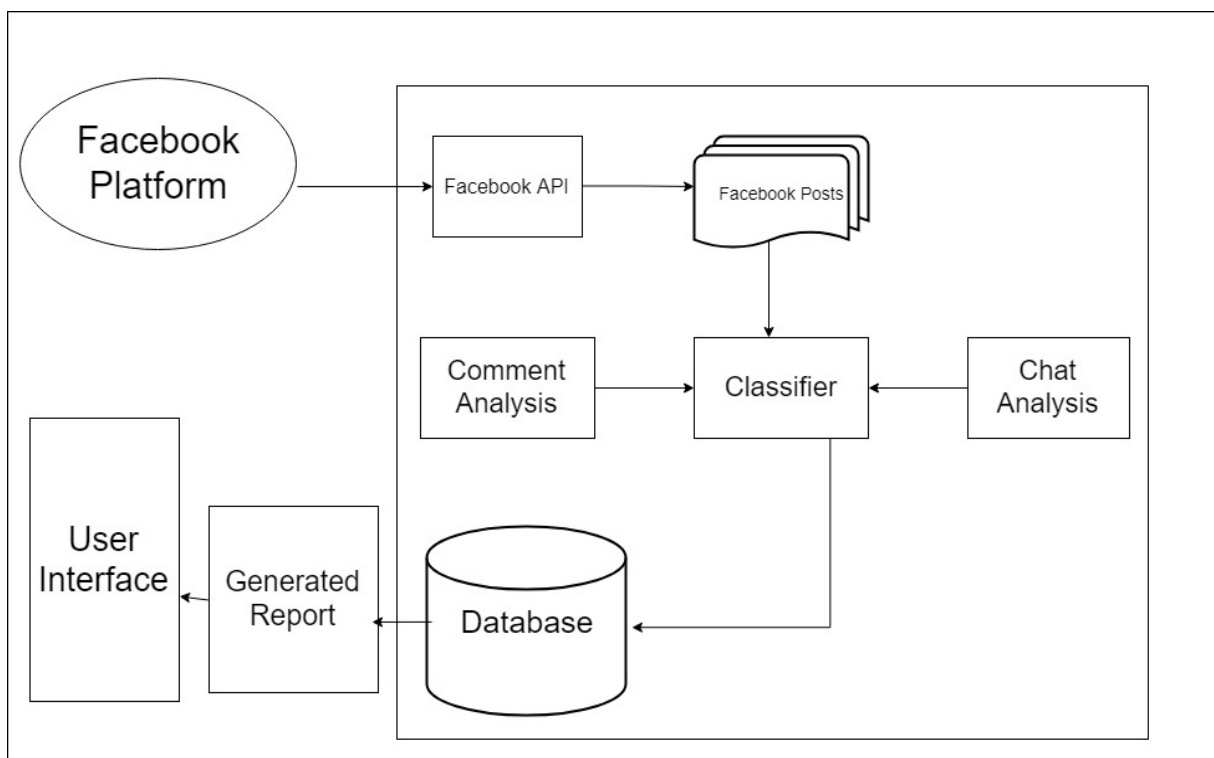 Facebook
Platform
Facebook API
Facebook Posts
Comment
Analysis
Classifier
Chat
Analysis
User
Interface
Generated
Report
Database